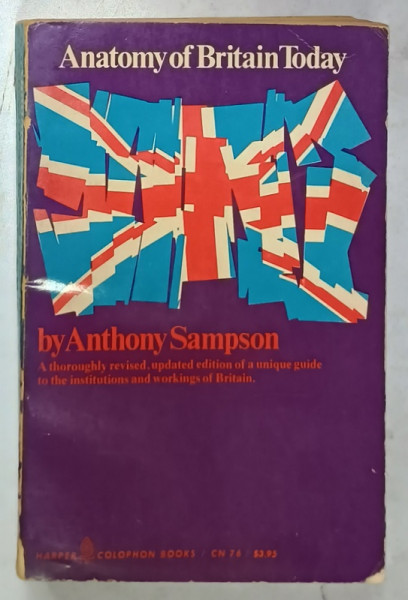 Anatomy of Britain Today
by Anthony Sampson
A thoroughly revised, updated edition of a unique guide
to the institutions and workings of Britain.
HARPER COLOPHON BOOKS / CN 76 / $3.95